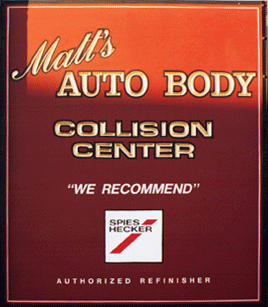 Matt's
AUTO BODY
COLLISION
CENTER
"WE RECOMMEND"
SPIES
HECKER
AUTHORIZED REFINISHER